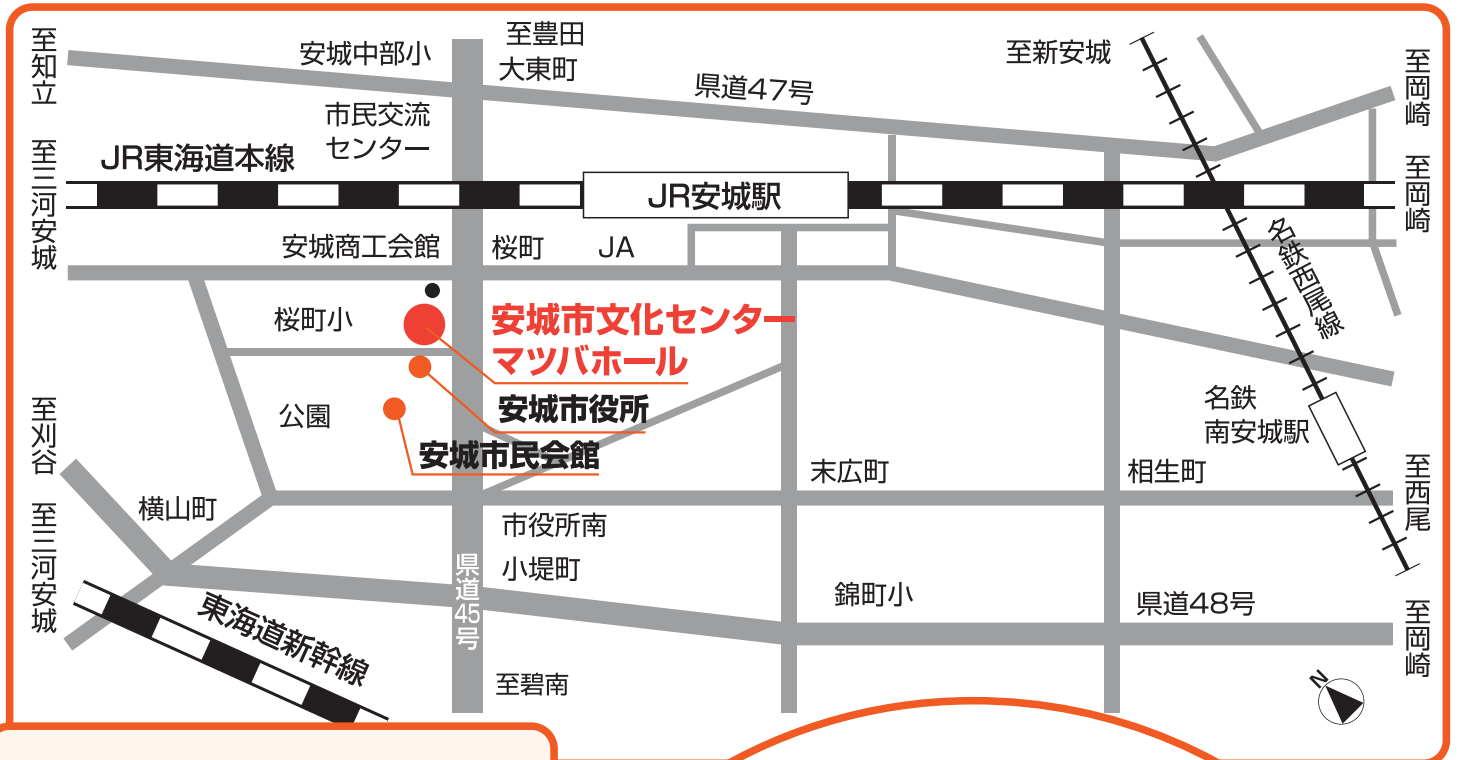 至知立
安城中部小
至豊田
大東町
県道47号
至新安城
至岡崎
市民交流
センター
JR東海道本線
至三河安城
JR安城駅
至岡崎
安城商工会館
桜町
JA
名鉄西尾線
桜町小
安城市文化センター
マツバホール
公園
安城市役所
安城市民会館
名鉄
南安城駅
至刈谷
末広町
相生町
至西尾
横山町
至三河安城
市役所南
小堤町
県道45号
錦町小
県道48号
至岡崎
東海道新幹線
至碧南
N